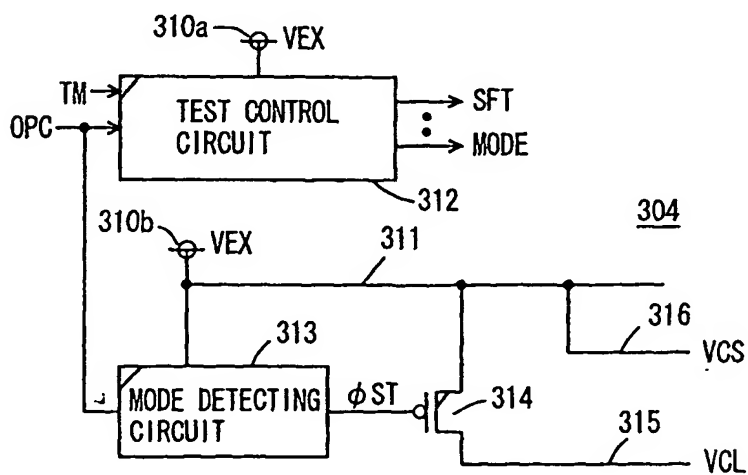 310a VEX
TM
OPC
TEST CONTROL
CIRCUIT
SFT
MODE
312
304
310b VEX
311
313
316
VCS
MODE DETECTING
CIRCUIT
φST
314
315
VCL